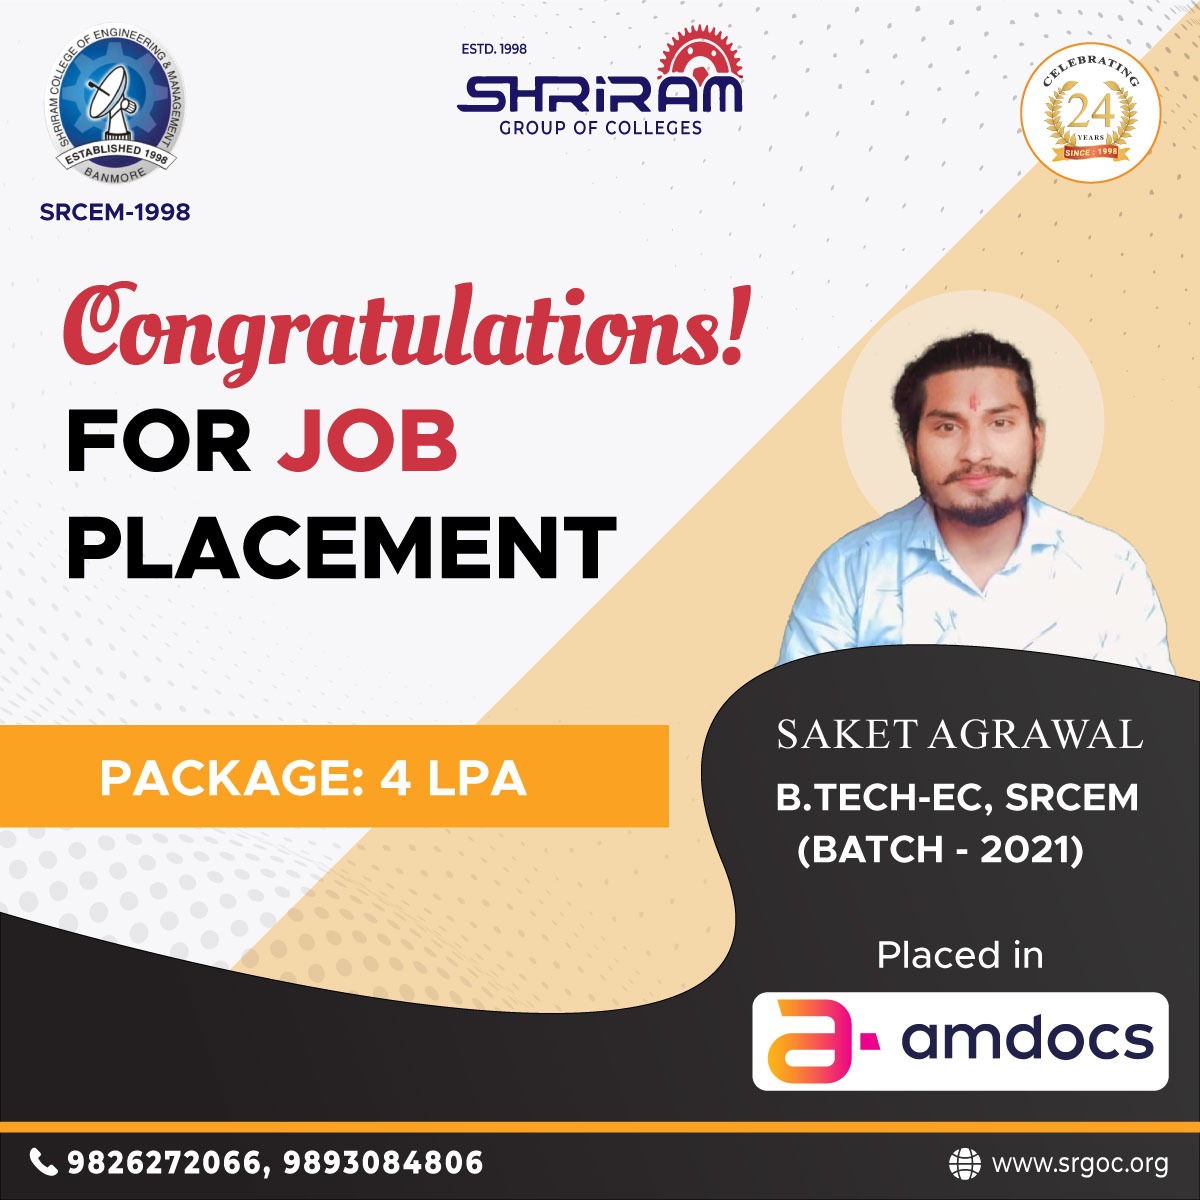 SHRIRAM COLLEGE OF ENGINEERING & MANAGEMENT
ESTABLISHED 1998
BANMORE
SRCEM-1998
ESTD. 1998
SHRiRAM
GROUP OF COLLEGES
CELEBRATING
24
YEARS
SINCE : 1998
Congratulations!
FOR JOB
PLACEMENT
PACKAGE: 4 LPA
SAKET AGRAWAL
B.TECH-EC, SRCEM
(BATCH - 2021)
Placed in
a amdocs
9826272066, 9893084806
www.srgoc.org